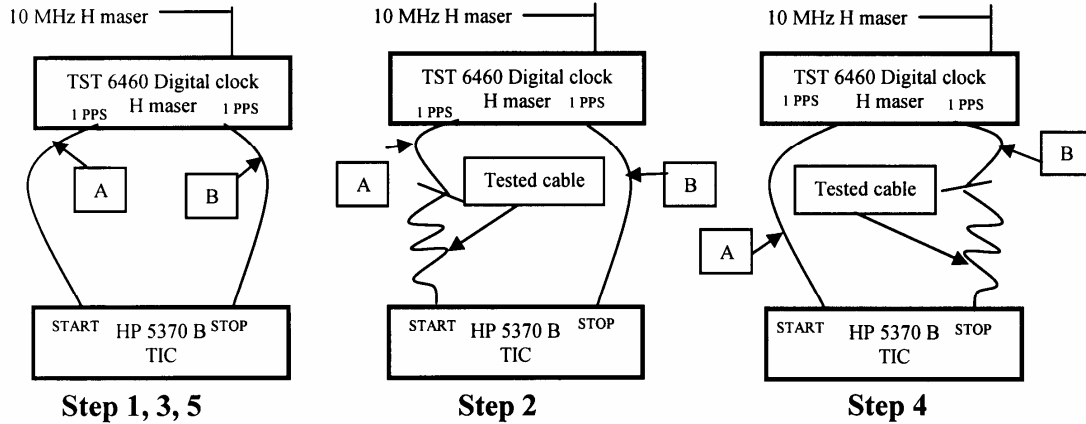 10 MHz H maser
TST 6460 Digital clock
H maser
1 PPS
1 PPS
A
B
START
HP 5370 B
STOP
TIC
Step 1, 3, 5
10 MHz H maser
TST 6460 Digital clock
H maser
1 PPS
1 PPS
A
Tested cable
B
START
HP 5370 B
STOP
TIC
Step 2
10 MHz H maser
TST 6460 Digital clock
1 PPS
H maser
1 PPS
B
Tested cable
A
START
HP 5370 B
STOP
TIC
Step 4